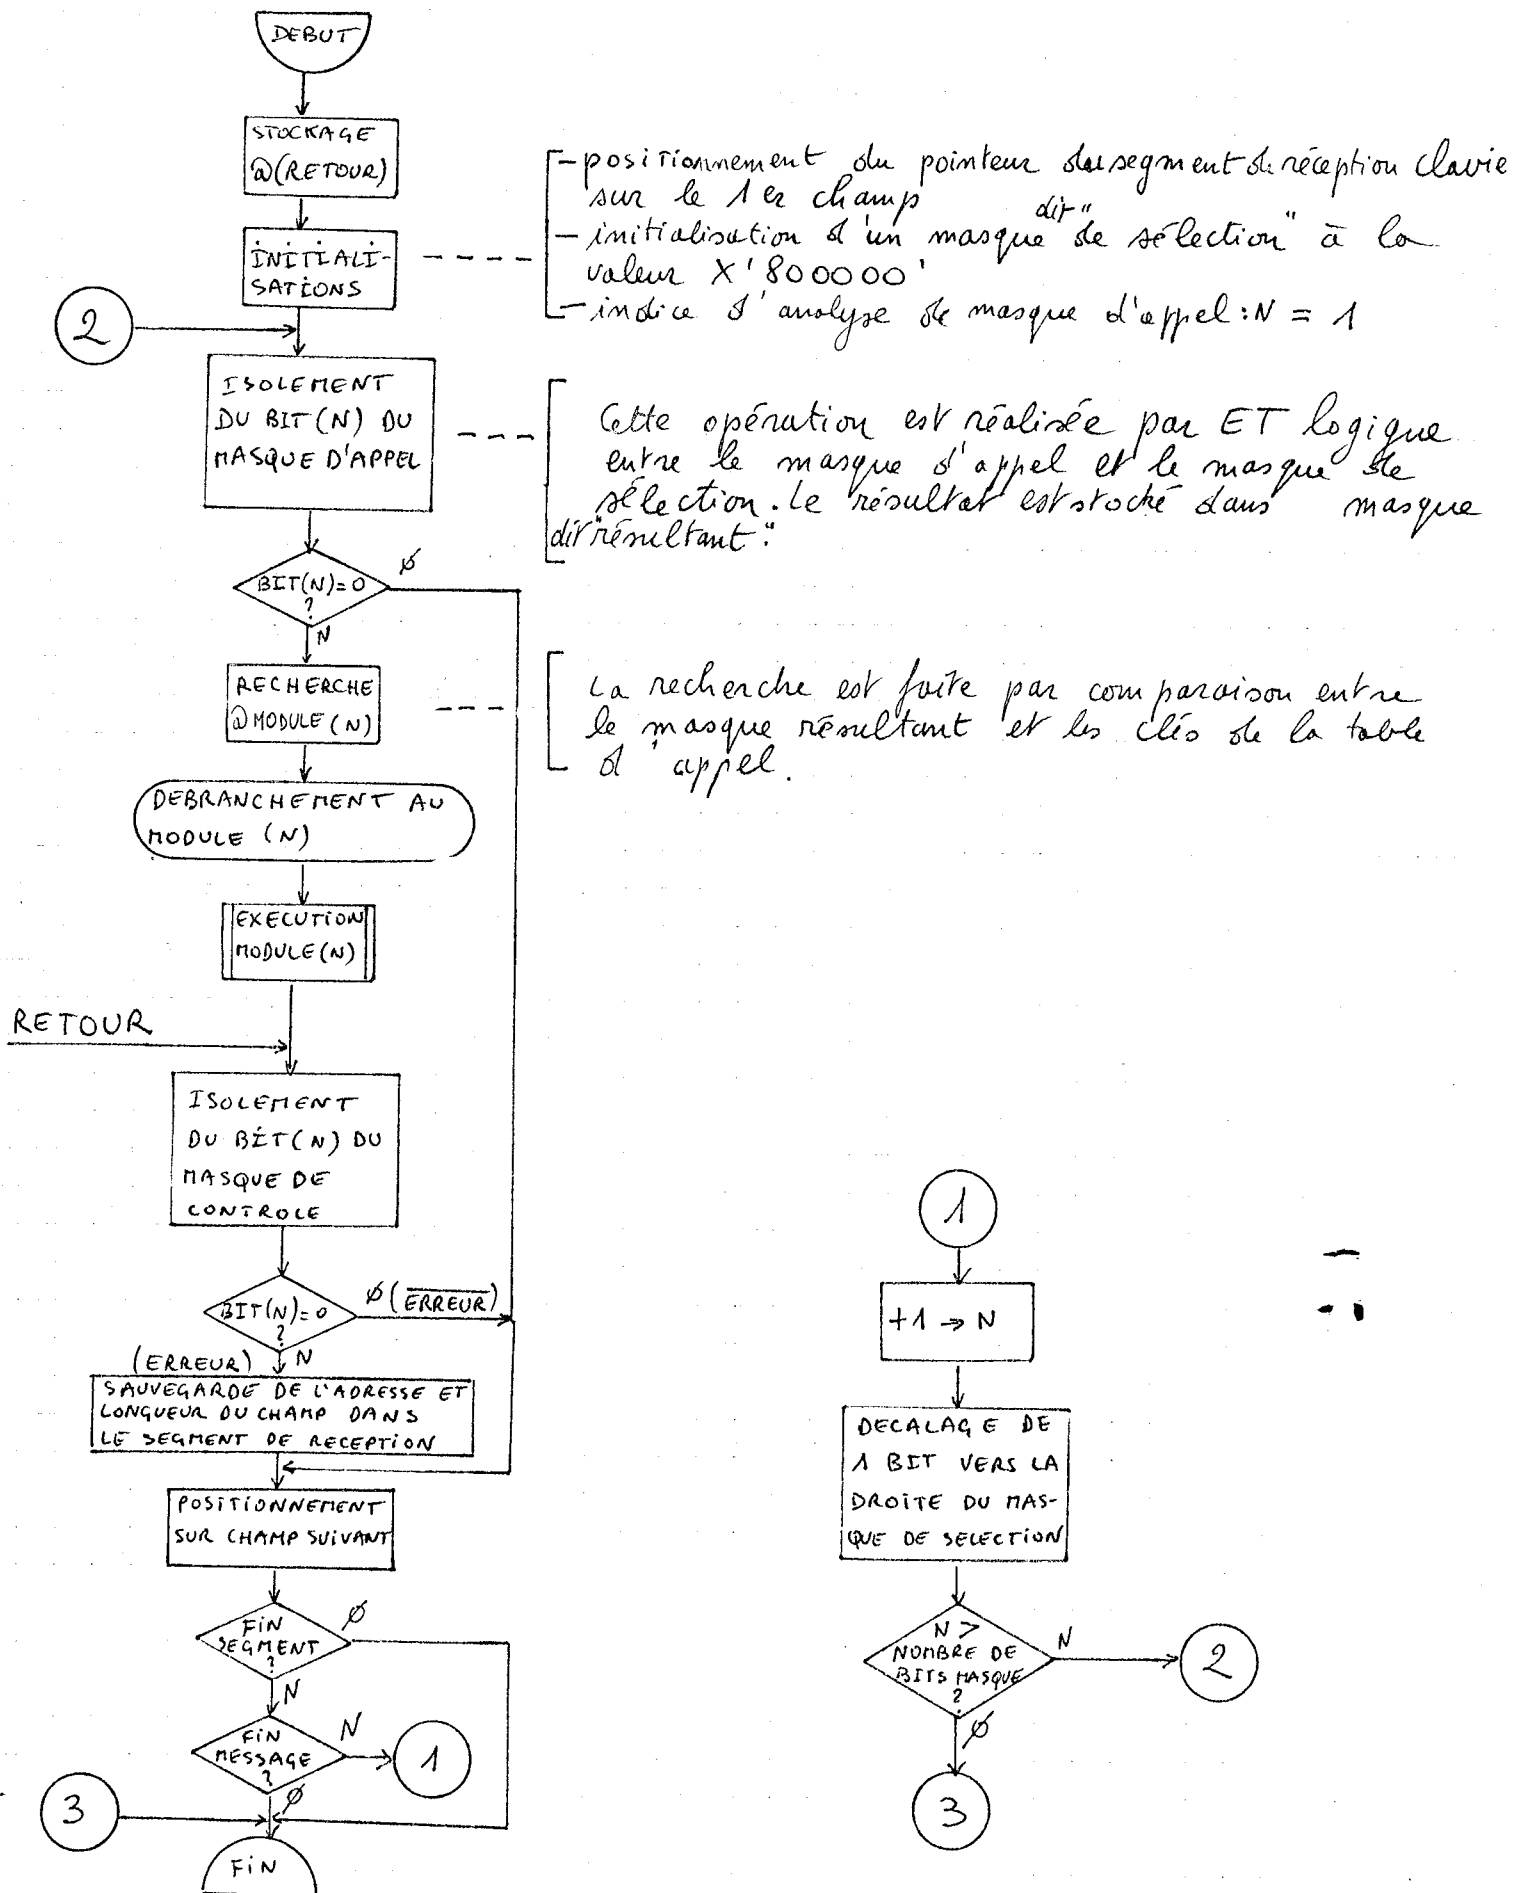 DEBUT
STOCKAGE
@(RETOUR)
INITIALI-
SATIONS
- positionnement du pointeur du segment de réception clavie
sur le 1er champ
- initialisation d'un masque dit "de sélection" à la
valeur X'800000'
- indice d'analyse de masque d'appel : N = 1
2
ISOLEMENT
DU BIT(N) DU
MASQUE D'APPEL
Cette opération est réalisée par ET logique
entre le masque d'appel et le masque de
sélection. Le résultat est stocké dans masque
dit "résultant".
BIT(N)=0
?
Ø
N
RECHERCHE
@MODULE(N)
La recherche est faite par comparaison entre
le masque résultant et les clés de la table
d'appel.
DEBRANCHEMENT AU
MODULE (N)
EXECUTION
MODULE(N)
RETOUR
ISOLEMENT
DU BIT(N) DU
MASQUE DE
CONTROLE
BIT(N)=0
?
Ø (ERREUR)
(ERREUR) N
SAUVEGARDE DE L'ADRESSE ET
LONGUEUR DU CHAMP DANS
LE SEGMENT DE RECEPTION
POSITIONNEMENT
SUR CHAMP SUIVANT
FIN
SEGMENT
?
Ø
N
FIN
MESSAGE
?
N
1
Ø
3
FIN
1
+1 → N
DECALAGE DE
1 BIT VERS LA
DROITE DU MAS-
QUE DE SELECTION
N >
NOMBRE DE
BITS MASQUE
?
N
2
Ø
3